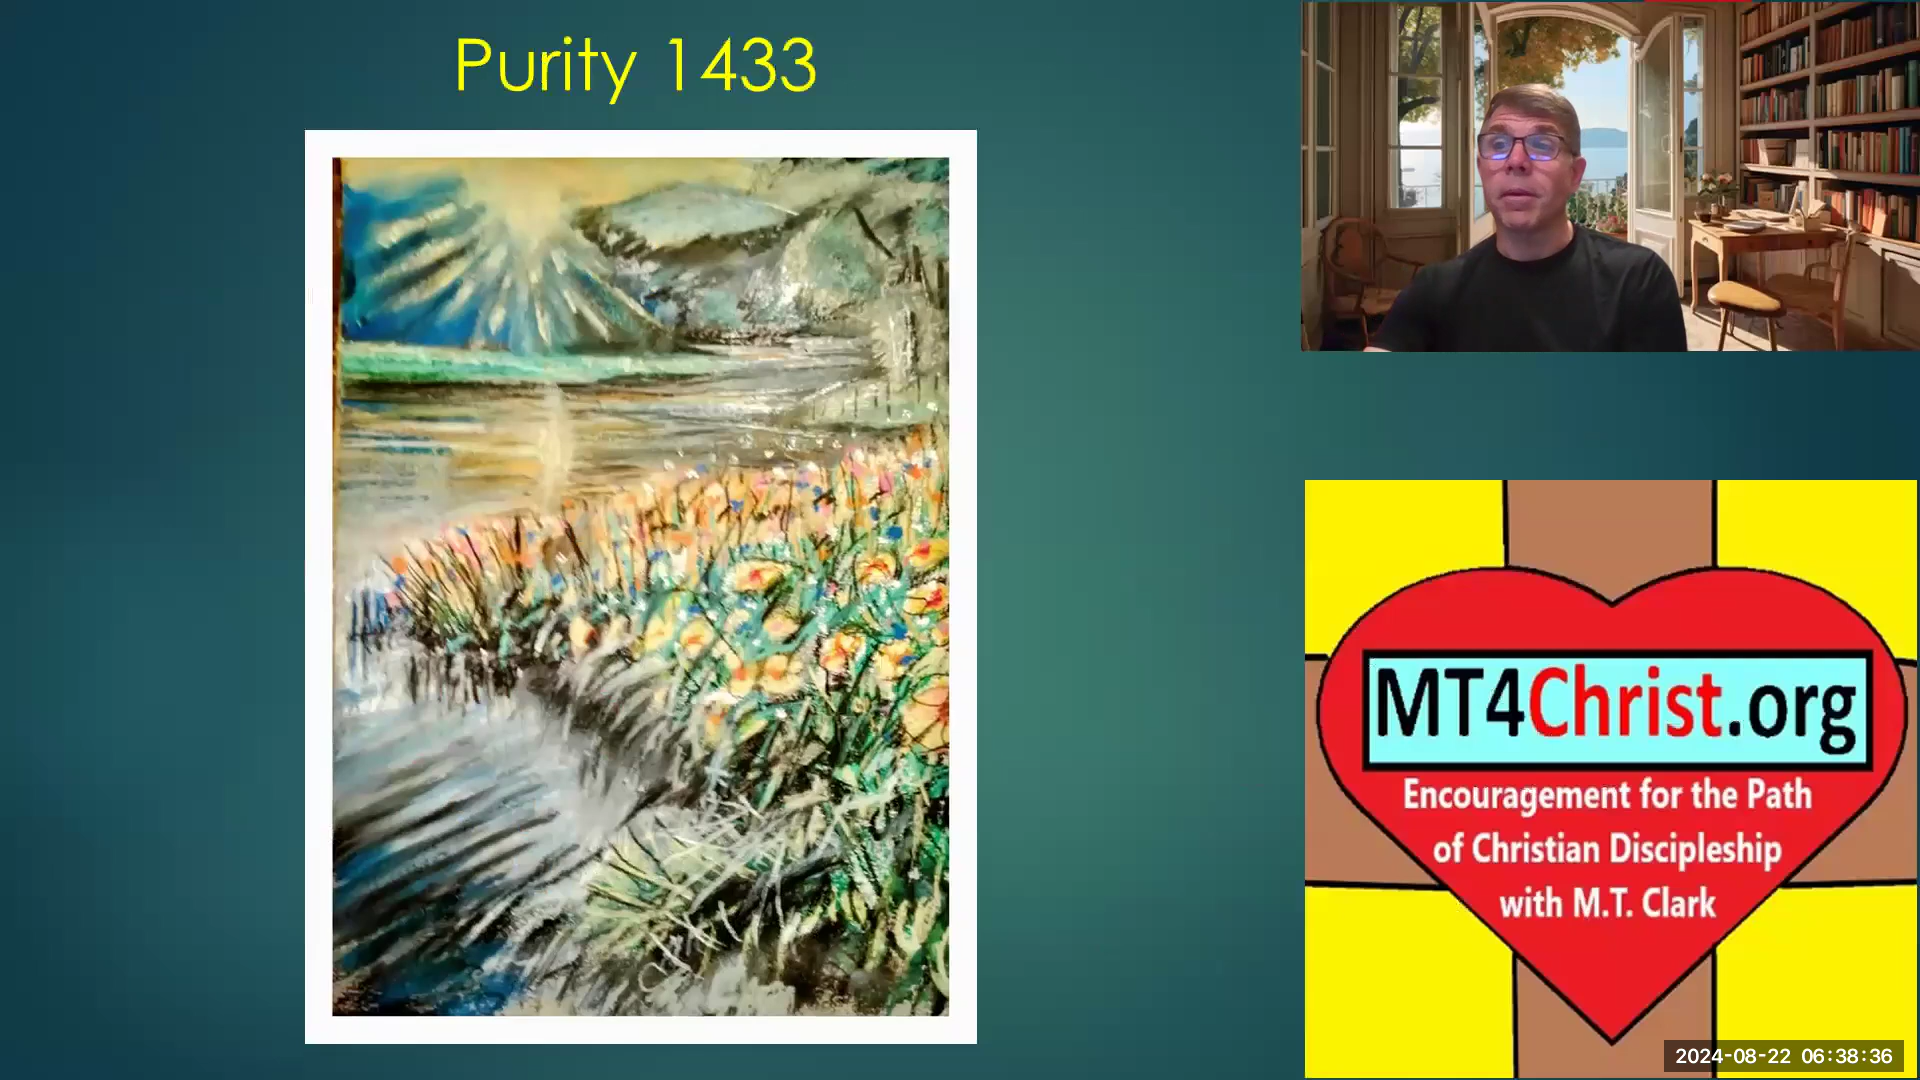 Purity 1433
MT4Christ.org
Encouragement for the Path
of Christian Discipleship
with M.T. Clark
2024-08-22 06:38:36